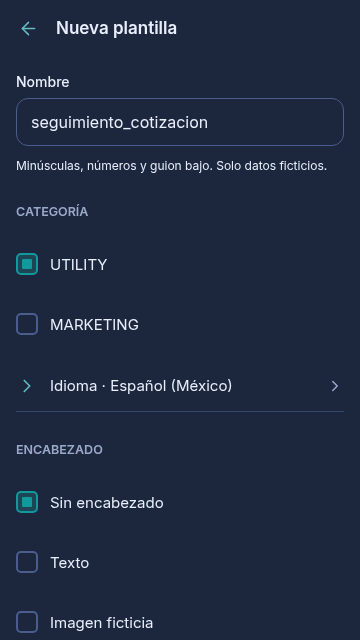 Nueva plantilla
Nombre
seguimiento_cotizacion
Minúsculas, números y guion bajo. Solo datos ficticios.
CATEGORÍA
UTILITY
MARKETING
Idioma · Español (México)
ENCABEZADO
Sin encabezado
Texto
Imagen ficticia